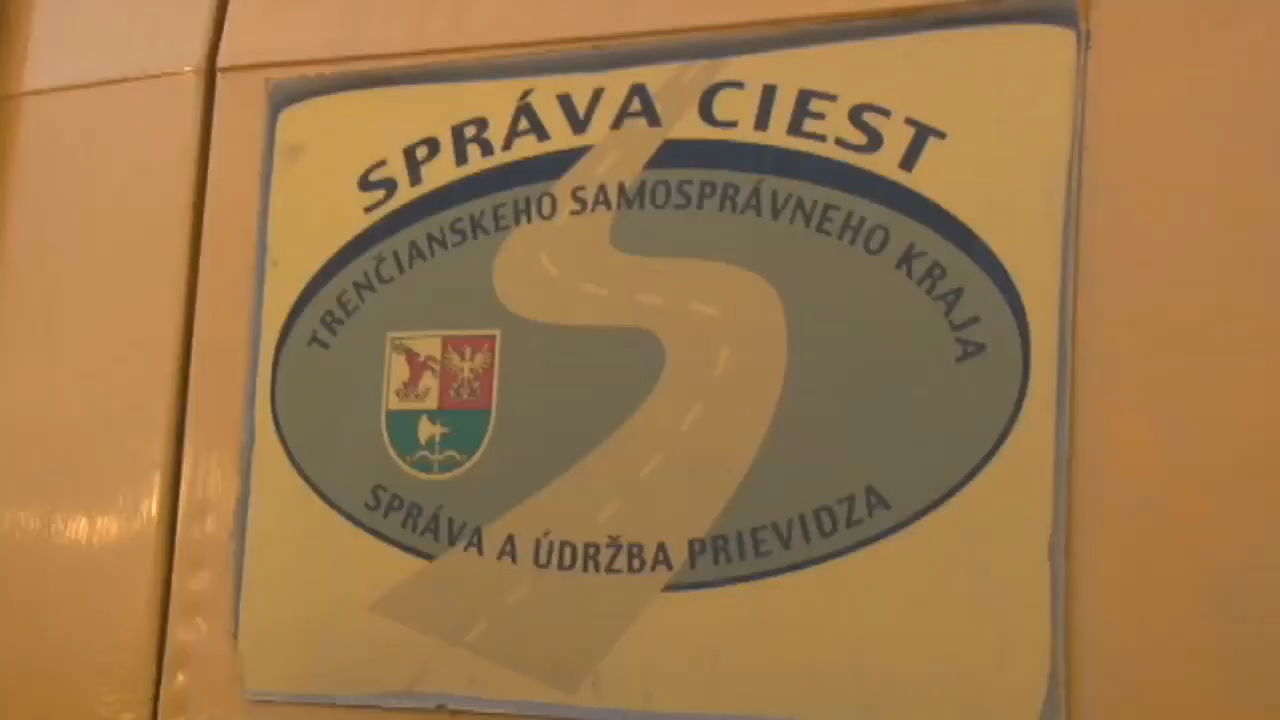 SPRÁVA CIEST
TRENČIANSKEHO SAMOSPRÁVNEHO KRAJA
SPRÁVA A ÚDRŽBA PRIEVIDZA